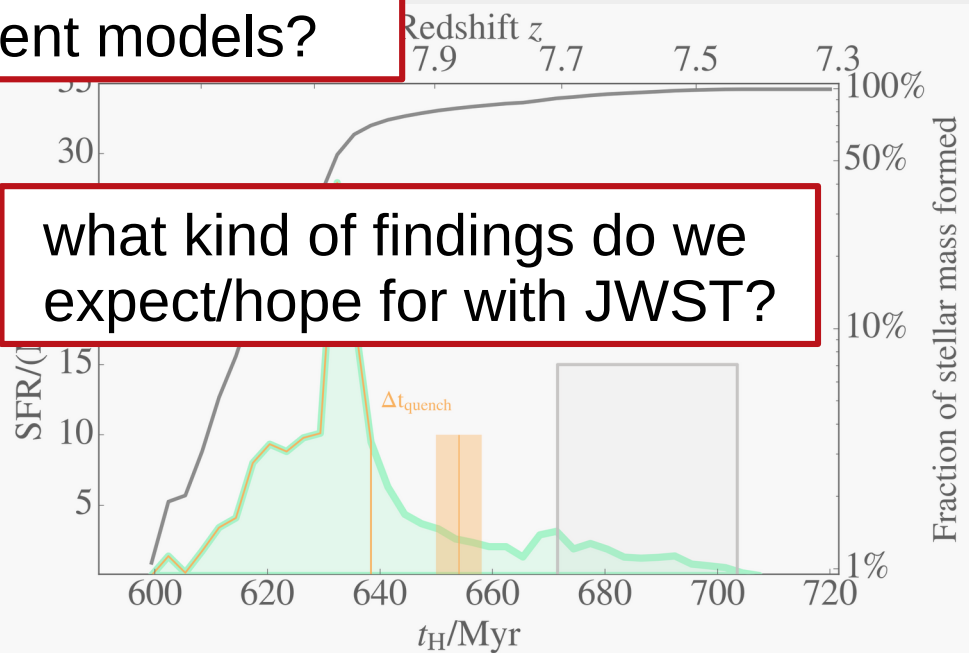 ent models?
Redshift z
7.9 7.7 7.5 7.3
100%
30
50%
what kind of findings do we
expect/hope for with JWST?
10%
15
Δt_quench
10
5
1%
600 620 640 660 680 700 720
t_H/Myr
SFR/(
Fraction of stellar mass formed